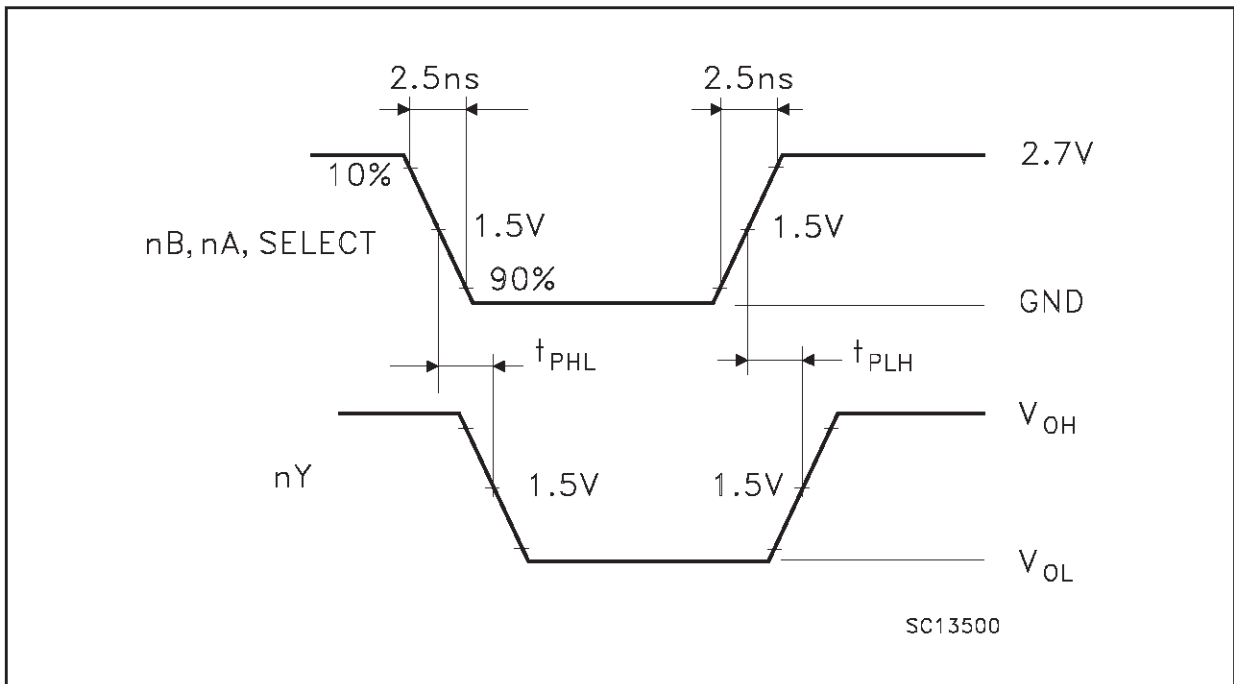 2.5ns 2.5ns
2.7V
10%
1.5V 1.5V
nB, nA, SELECT
90%
GND
tPHL tPLH
VOH
nY 1.5V 1.5V
VOL
SC13500